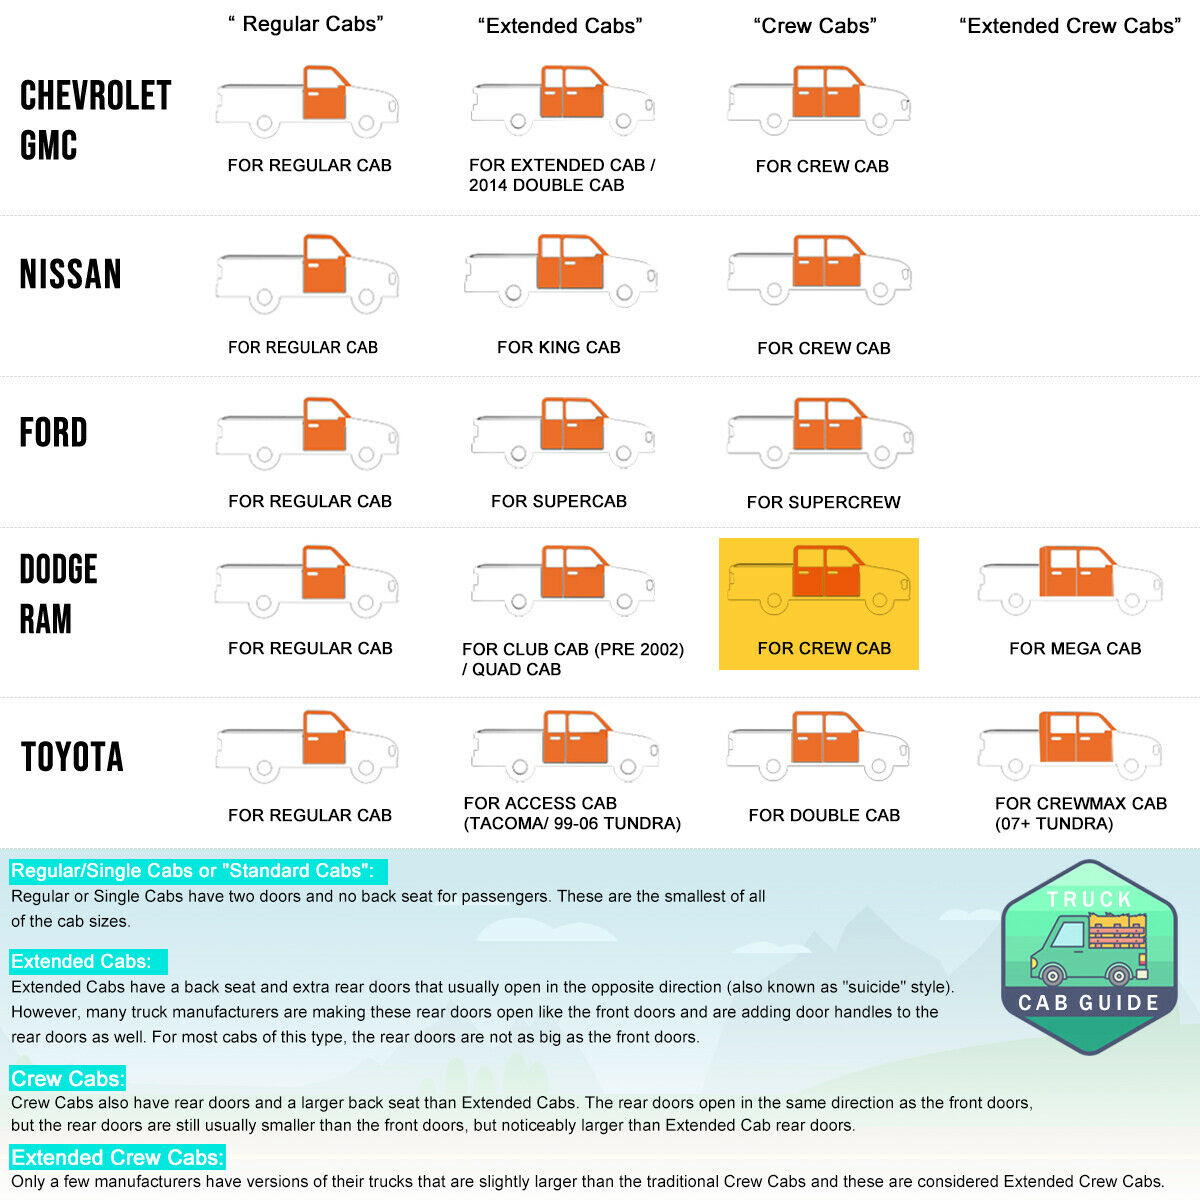 “ Regular Cabs”
“Extended Cabs”
“Crew Cabs”
“Extended Crew Cabs”
CHEVROLET
GMC
FOR REGULAR CAB
FOR EXTENDED CAB /
2014 DOUBLE CAB
FOR CREW CAB
NISSAN
FOR REGULAR CAB
FOR KING CAB
FOR CREW CAB
FORD
FOR REGULAR CAB
FOR SUPERCAB
FOR SUPERCREW
DODGE
RAM
FOR REGULAR CAB
FOR CLUB CAB (PRE 2002)
/ QUAD CAB
FOR CREW CAB
FOR MEGA CAB
TOYOTA
FOR REGULAR CAB
FOR ACCESS CAB
(TACOMA/ 99-06 TUNDRA)
FOR DOUBLE CAB
FOR CREWMAX CAB
(07+ TUNDRA)
Regular/Single Cabs or "Standard Cabs":
Regular or Single Cabs have two doors and no back seat for passengers. These are the smallest of all
of the cab sizes.
Extended Cabs:
Extended Cabs have a back seat and extra rear doors that usually open in the opposite direction (also known as "suicide" style).
However, many truck manufacturers are making these rear doors open like the front doors and are adding door handles to the
rear doors as well. For most cabs of this type, the rear doors are not as big as the front doors.
TRUCK
CAB GUIDE
Crew Cabs:
Crew Cabs also have rear doors and a larger back seat than Extended Cabs. The rear doors open in the same direction as the front doors,
but the rear doors are still usually smaller than the front doors, but noticeably larger than Extended Cab rear doors.
Extended Crew Cabs:
Only a few manufacturers have versions of their trucks that are slightly larger than the traditional Crew Cabs and these are considered Extended Crew Cabs.